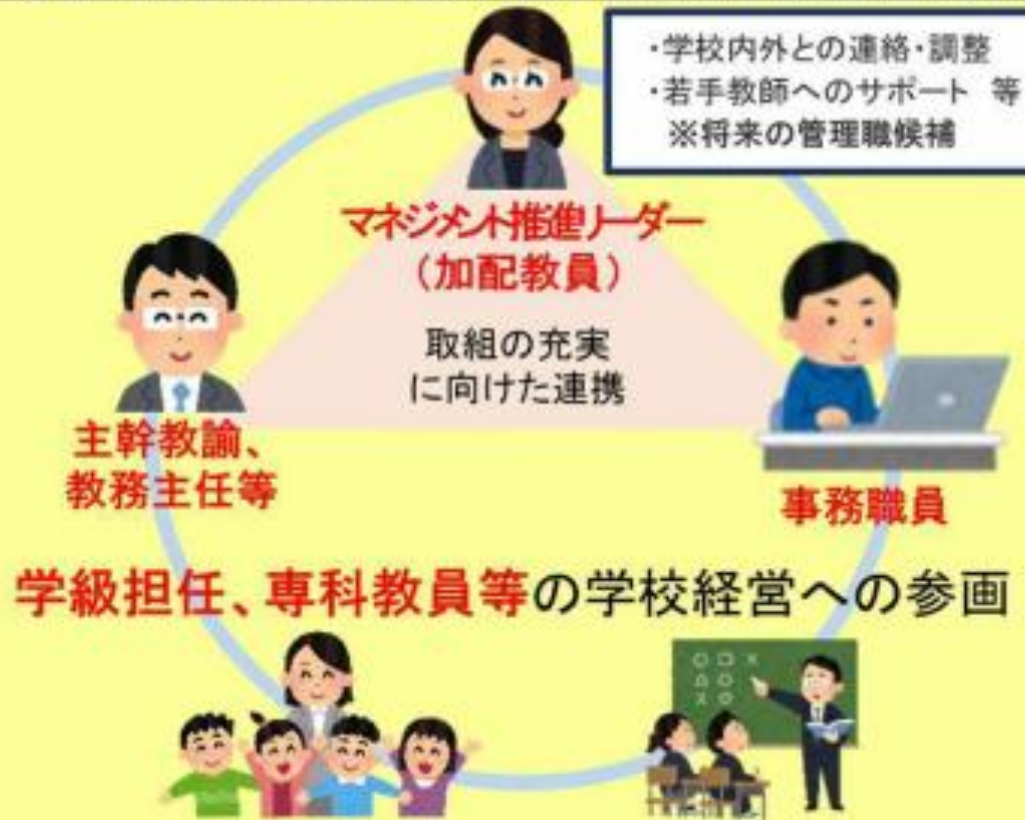 ・学校内外との連絡・調整
・若手教師へのサポート 等
※将来の管理職候補
マネジメント推進リーダー
（加配教員）
取組の充実
に向けた連携
主幹教諭、
教務主任等
事務職員
学級担任、専科教員等の学校経営への参画